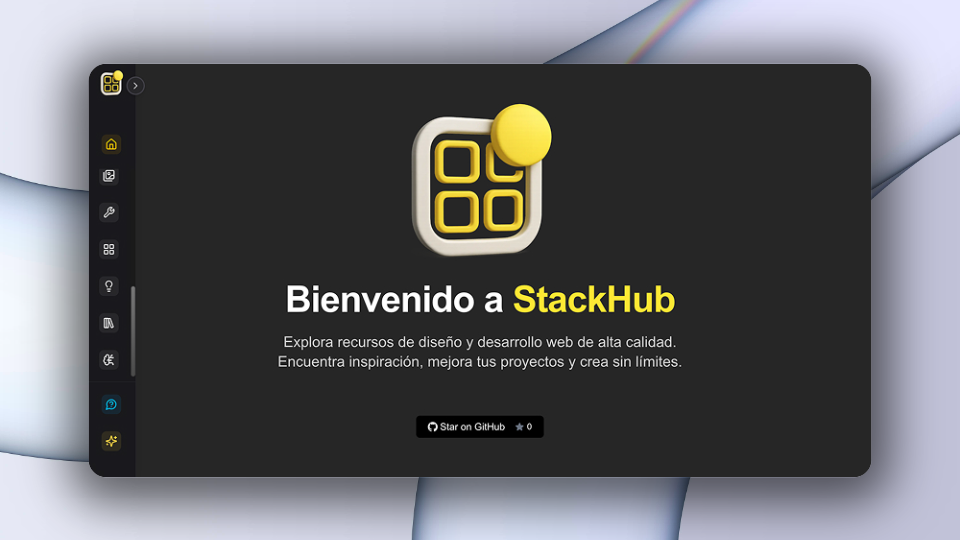 Bienvenido a StackHub
Explora recursos de diseño y desarrollo web de alta calidad.
Encuentra inspiración, mejora tus proyectos y crea sin límites.
Star on GitHub 0